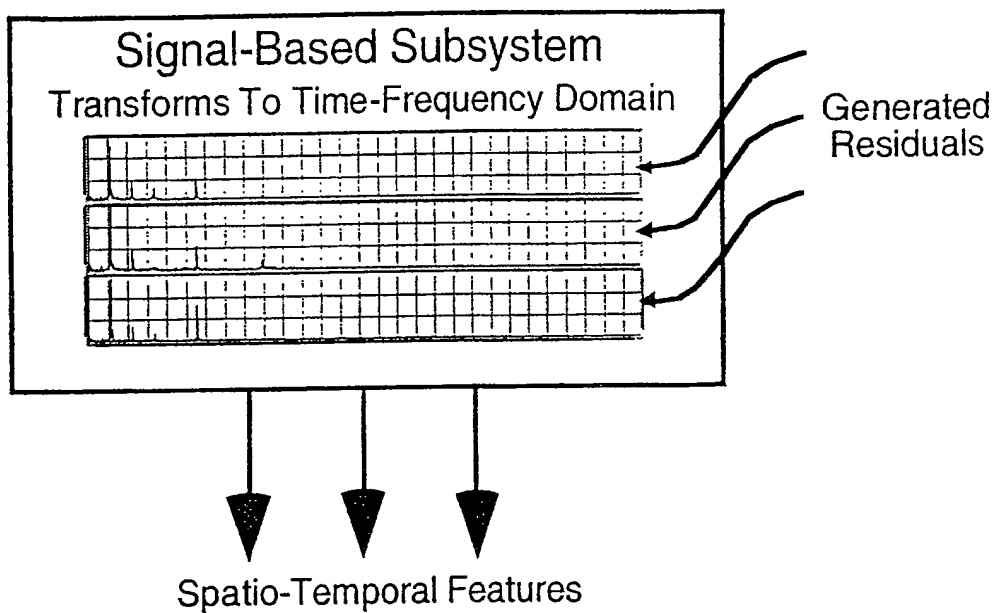 Signal-Based Subsystem
Transforms To Time-Frequency Domain
Generated
Residuals
Spatio-Temporal Features